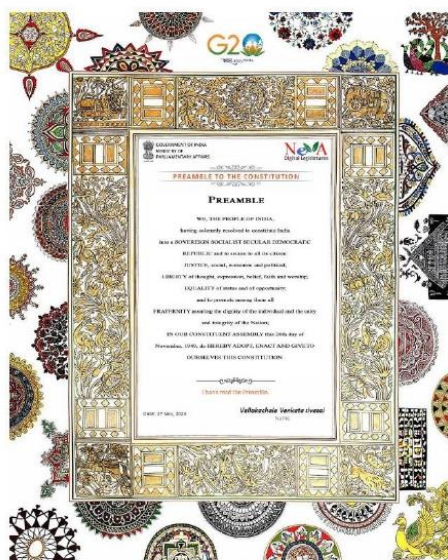 G20
GOVERNMENT OF INDIA
MINISTRY OF
PARLIAMENTARY AFFAIRS
NeVA
Digital Legislatures
PREAMBLE TO THE CONSTITUTION
PREAMBLE
WE, THE PEOPLE OF INDIA,
having solemnly resolved to constitute India
into a SOVEREIGN SOCIALIST SECULAR DEMOCRATIC
REPUBLIC and to secure to all its citizens
JUSTICE, social, economic and political,
LIBERTY of thought, expression, belief, faith and worship;
EQUALITY of status and of opportunity;
and to promote among them all
FRATERNITY assuring the dignity of the individual and the unity
and integrity of the Nation;
IN OUR CONSTITUENT ASSEMBLY this 26th day of
November, 1949, do HEREBY ADOPT, ENACT AND GIVE TO
OURSELVES THIS CONSTITUTION
I have read the Preamble.
Vellakachala Venkata
NAME